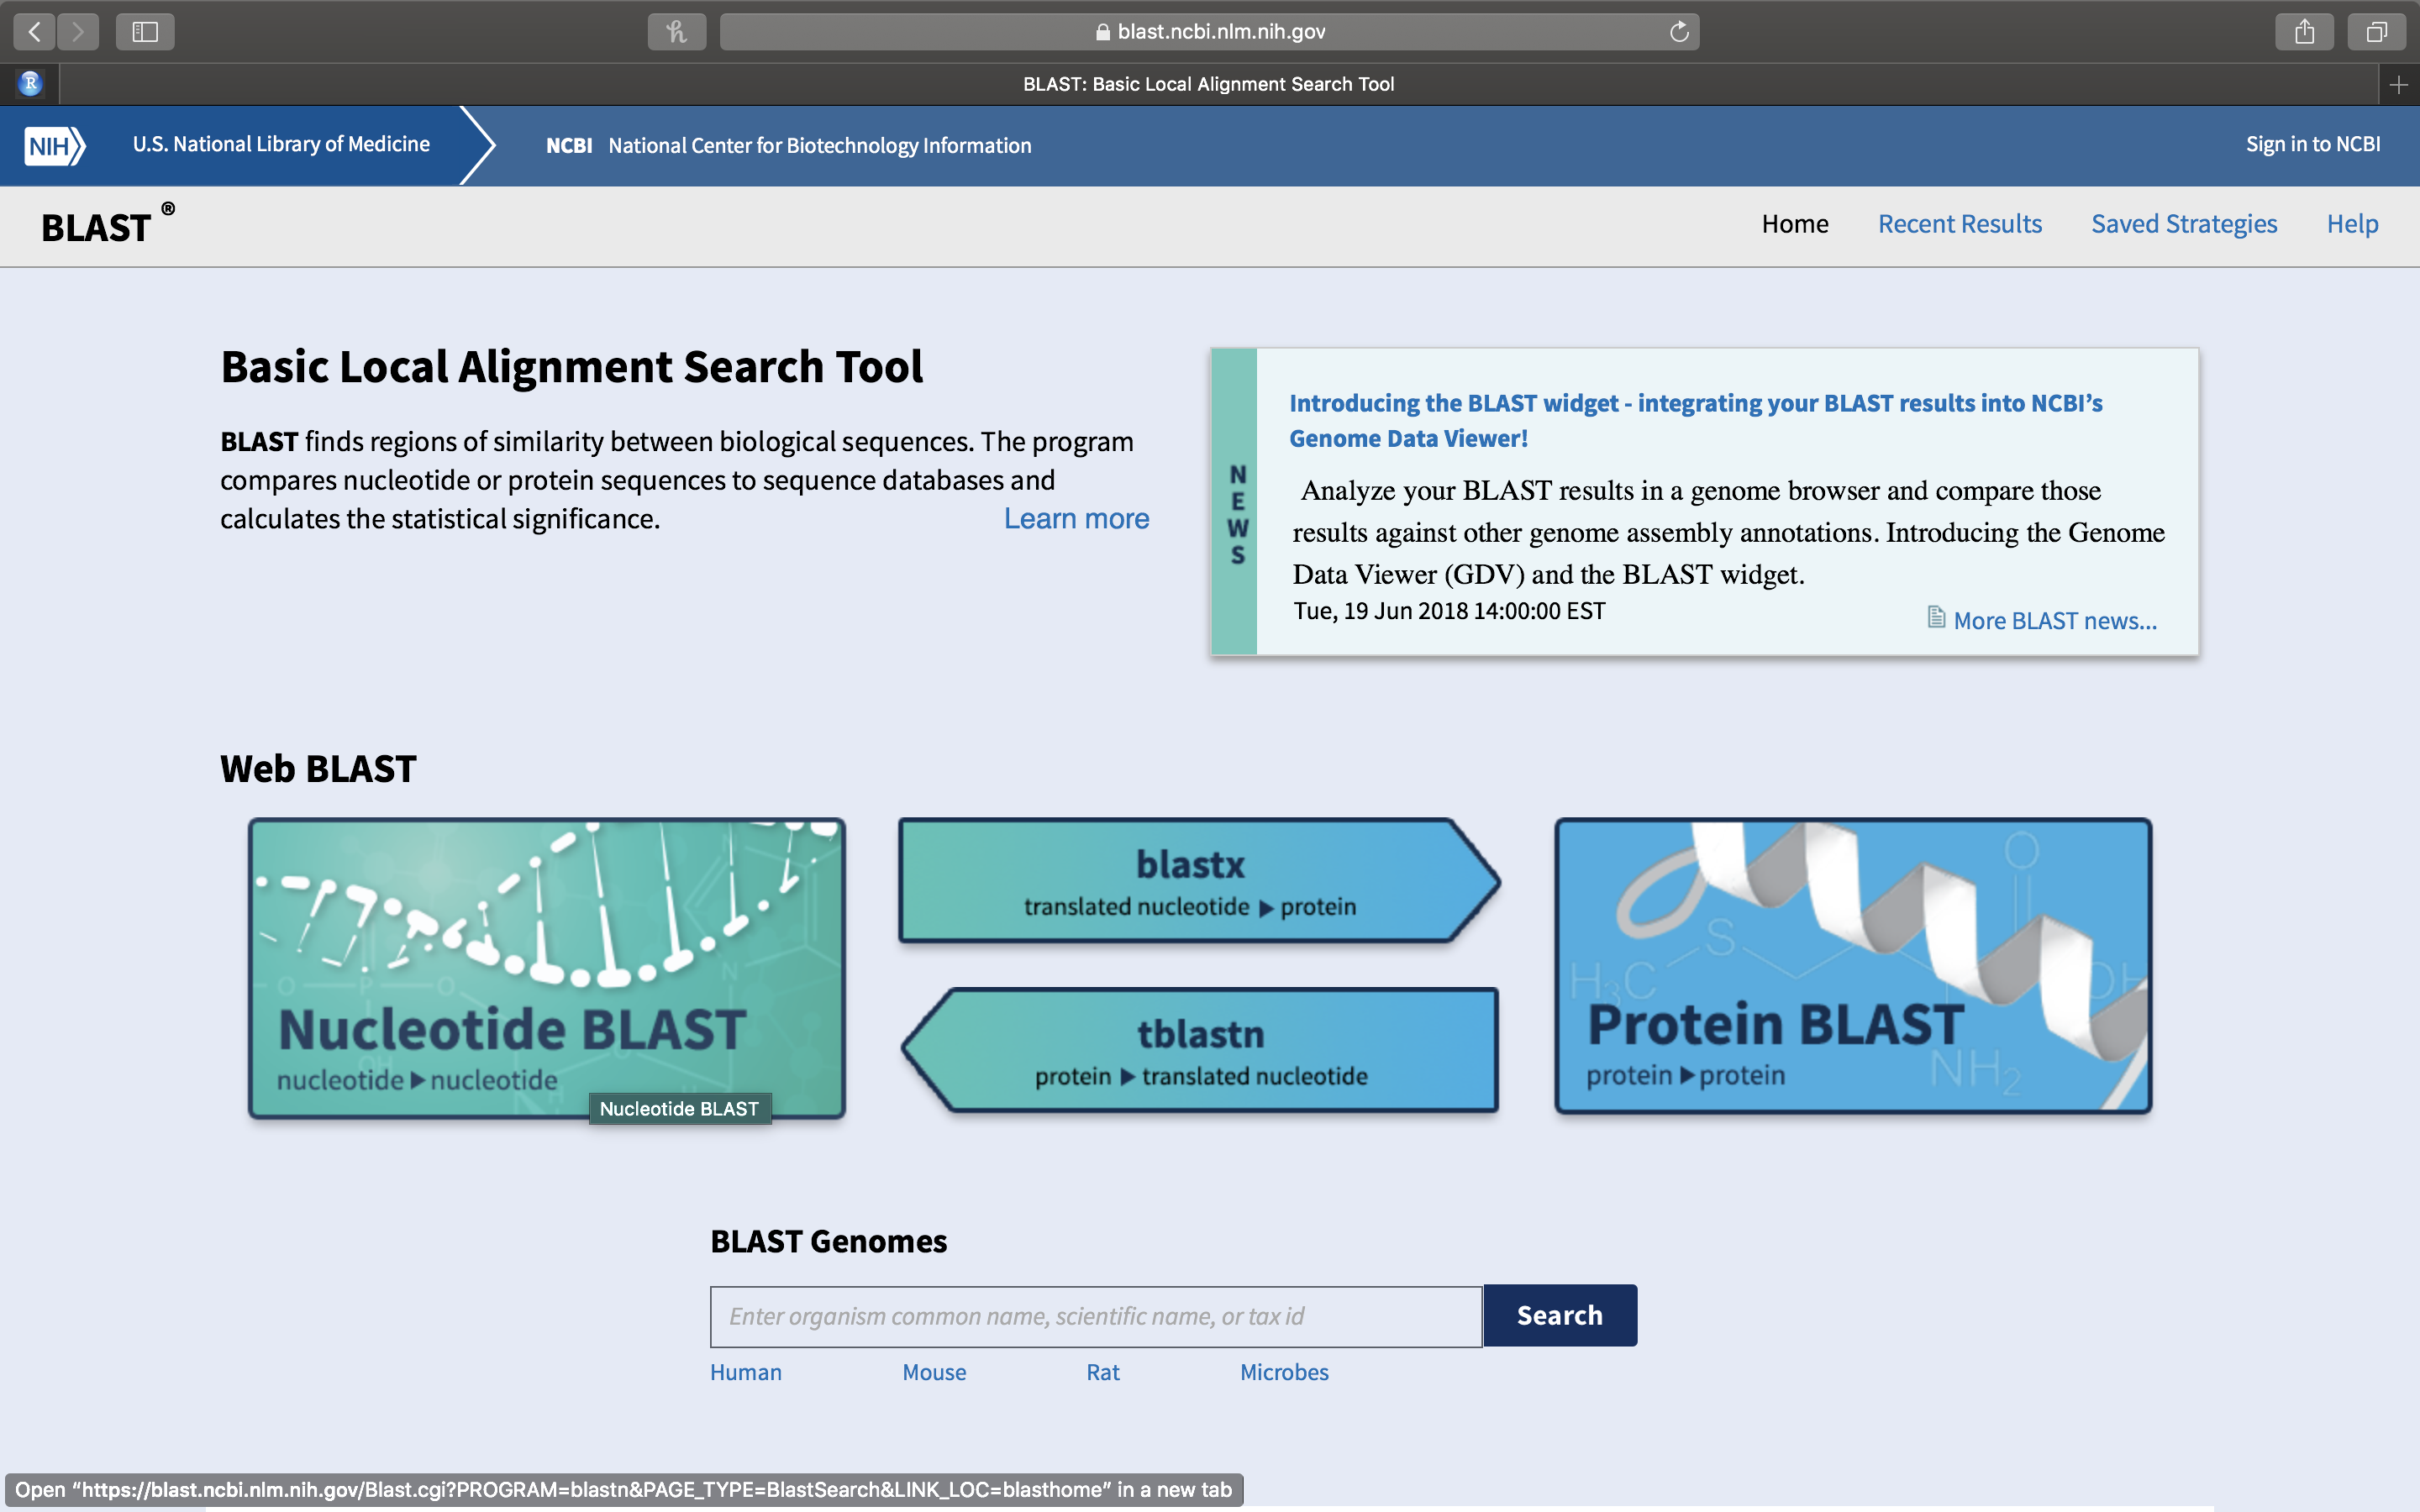 blast.ncbi.nlm.nih.gov
R
BLAST: Basic Local Alignment Search Tool
NIH
U.S. National Library of Medicine
NCBI National Center for Biotechnology Information
Sign in to NCBI
BLAST ®
Home Recent Results Saved Strategies Help
Basic Local Alignment Search Tool
BLAST finds regions of similarity between biological sequences. The program
compares nucleotide or protein sequences to sequence databases and
calculates the statistical significance.
Learn more
NEWS
Introducing the BLAST widget - integrating your BLAST results into NCBI’s
Genome Data Viewer!
Analyze your BLAST results in a genome browser and compare those
results against other genome assembly annotations. Introducing the Genome
Data Viewer (GDV) and the BLAST widget.
Tue, 19 Jun 2018 14:00:00 EST
More BLAST news...
Web BLAST
O P O N
Nucleotide BLAST
nucleotide ▶ nucleotide
Nucleotide BLAST
blastx
translated nucleotide ▶ protein
tblastn
protein ▶ translated nucleotide
O
S
H₃C OH
Protein BLAST
NH₂
protein ▶ protein
BLAST Genomes
Enter organism common name, scientific name, or tax id
Search
Human Mouse Rat Microbes
Open “https://blast.ncbi.nlm.nih.gov/Blast.cgi?PROGRAM=blastn&PAGE_TYPE=BlastSearch&LINK_LOC=blasthome” in a new tab